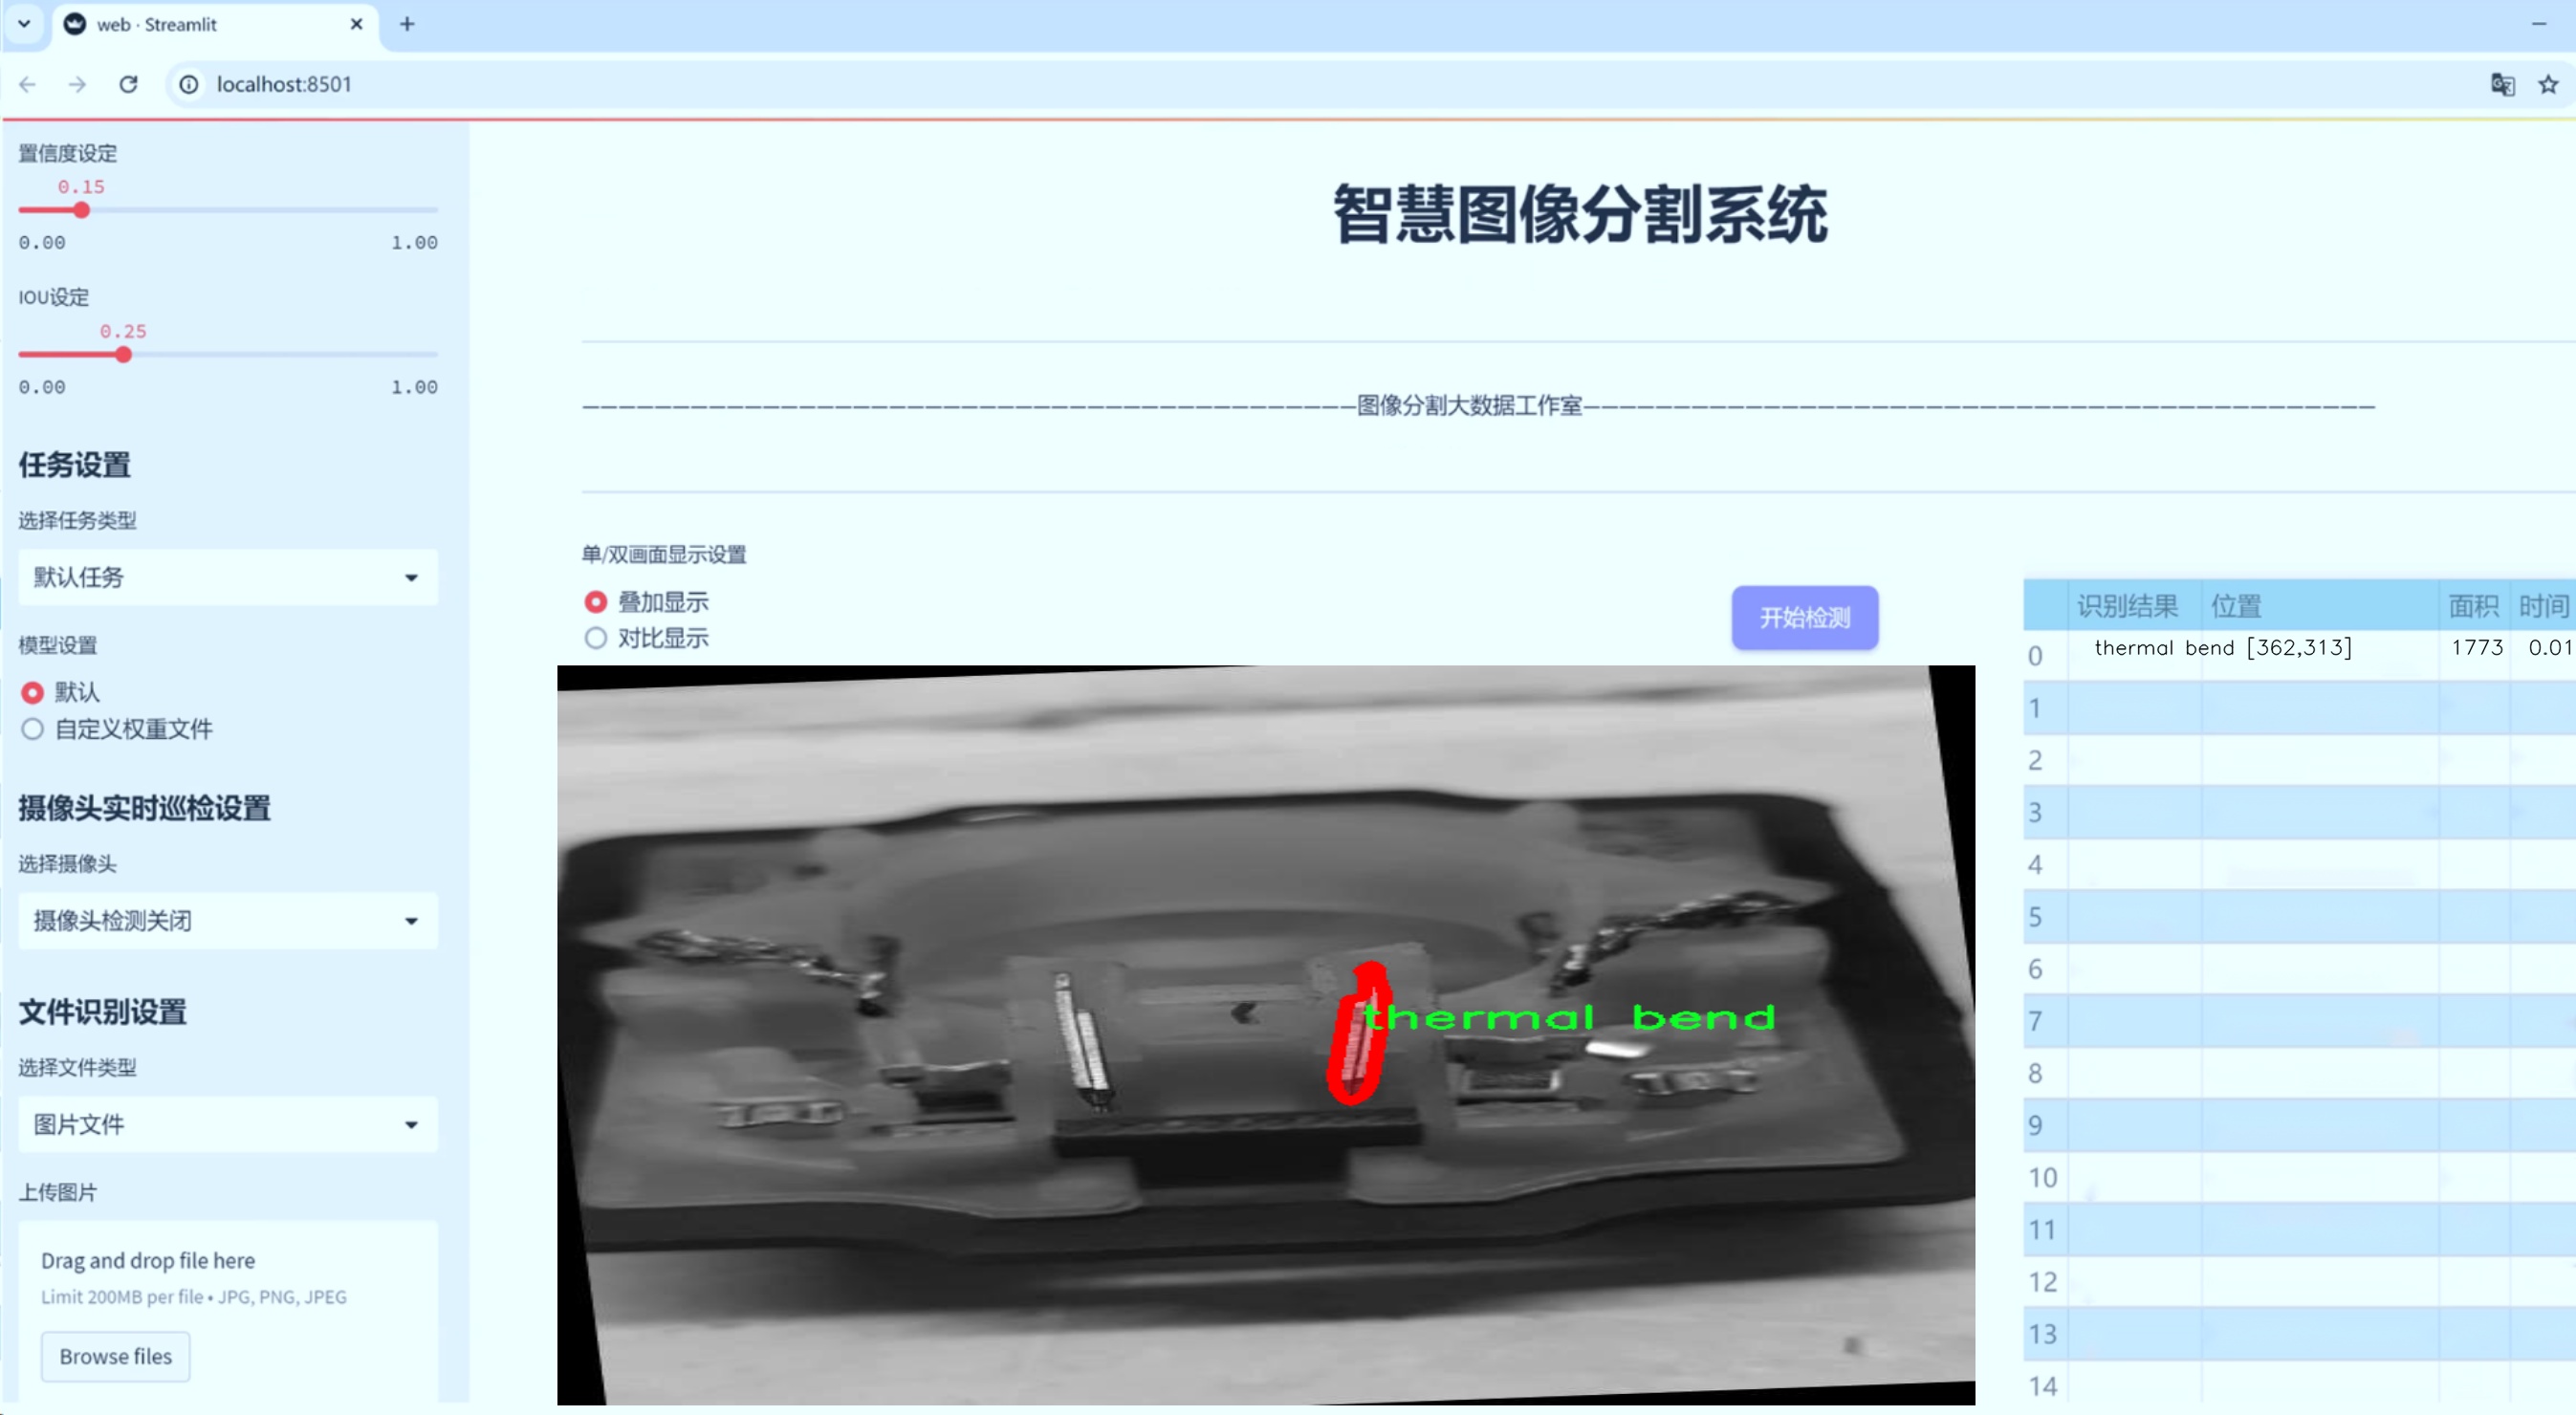 web · Streamlit
localhost:8501
置信度设定
0.15
0.00 1.00
IOU设定
0.25
0.00 1.00
任务设置
选择任务类型
默认任务
模型设置
默认
自定义权重文件
摄像头实时巡检设置
选择摄像头
摄像头检测关闭
文件识别设置
选择文件类型
图片文件
上传图片
Drag and drop file here
Limit 200MB per file • JPG, PNG, JPEG
Browse files
智慧图像分割系统
———————————————————————————————————————————图像分割大数据工作室————————————————————————————————————————————
单/双画面显示设置
叠加显示
对比显示
开始检测
thermal bend
识别结果 位置 面积 时间
0 thermal bend [362,313] 1773 0.01
1
2
3
4
5
6
7
8
9
10
11
12
13
14